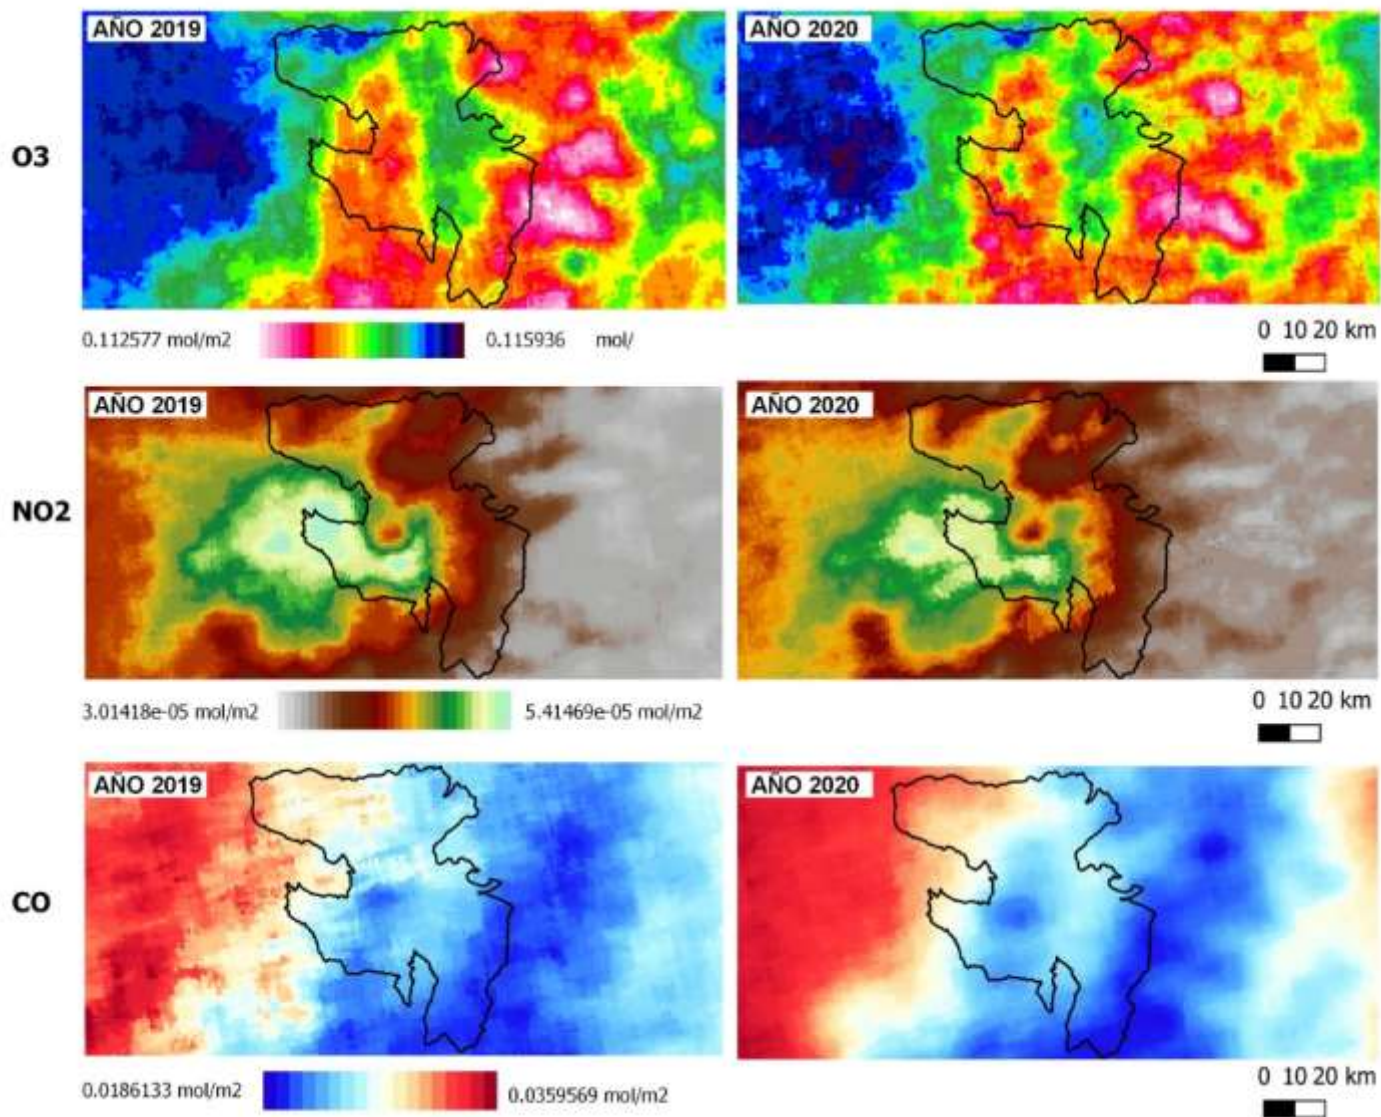 AÑO 2019
AÑO 2020
O3
0.112577 mol/m2
0.115936 mol/
0 10 20 km
AÑO 2019
AÑO 2020
NO2
3.01418e-05 mol/m2
5.41469e-05 mol/m2
0 10 20 km
AÑO 2019
AÑO 2020
CO
0.0186133 mol/m2
0.0359569 mol/m2
0 10 20 km